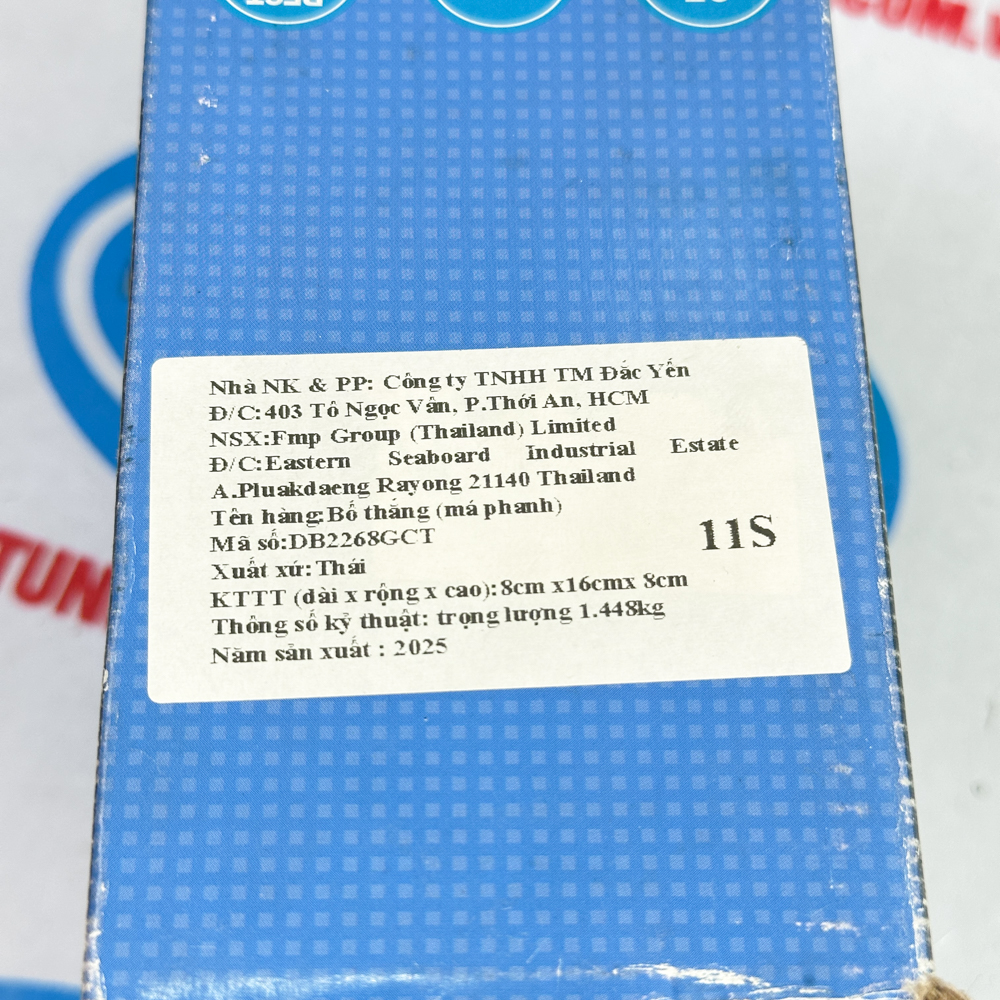 COM.V
Nhà NK & PP: Công ty TNHH TM Đắc Yến
Đ/C:403 Tô Ngọc Vân, P.Thới An, HCM
NSX:Fmp Group (Thailand) Limited
Đ/C:Eastern Seaboard Industrial Estate
A.Pluakdaeng Rayong 21140 Thailand
Tên hàng:Bố thắng (má phanh)
Mã số:DB2268GCT
11S
Xuất xứ: Thái
KTTT (dài x rộng x cao):8cm x16cmx 8cm
Thông số kỹ thuật: trọng lượng 1.448kg
Năm sản xuất : 2025
TUN